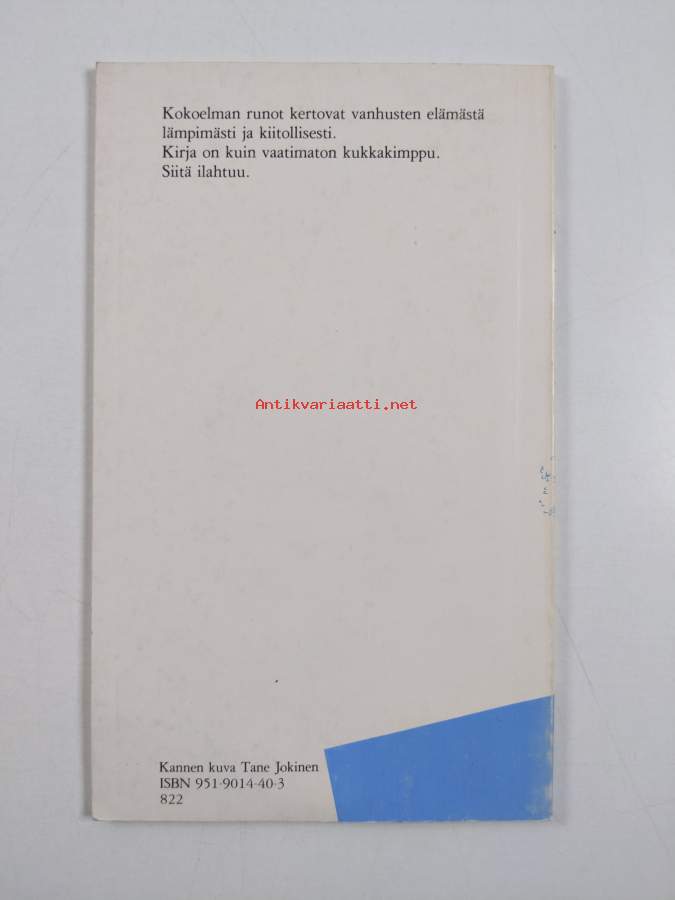 Kokoelman runot kertovat vanhusten elämästä
lämpimästi ja kiitollisesti.
Kirja on kuin vaatimaton kukkakimppu.
Siitä ilahtuu.
Antikvariaatti.net
Kannen kuva Tane Jokinen
ISBN 951-9014-40-3
822